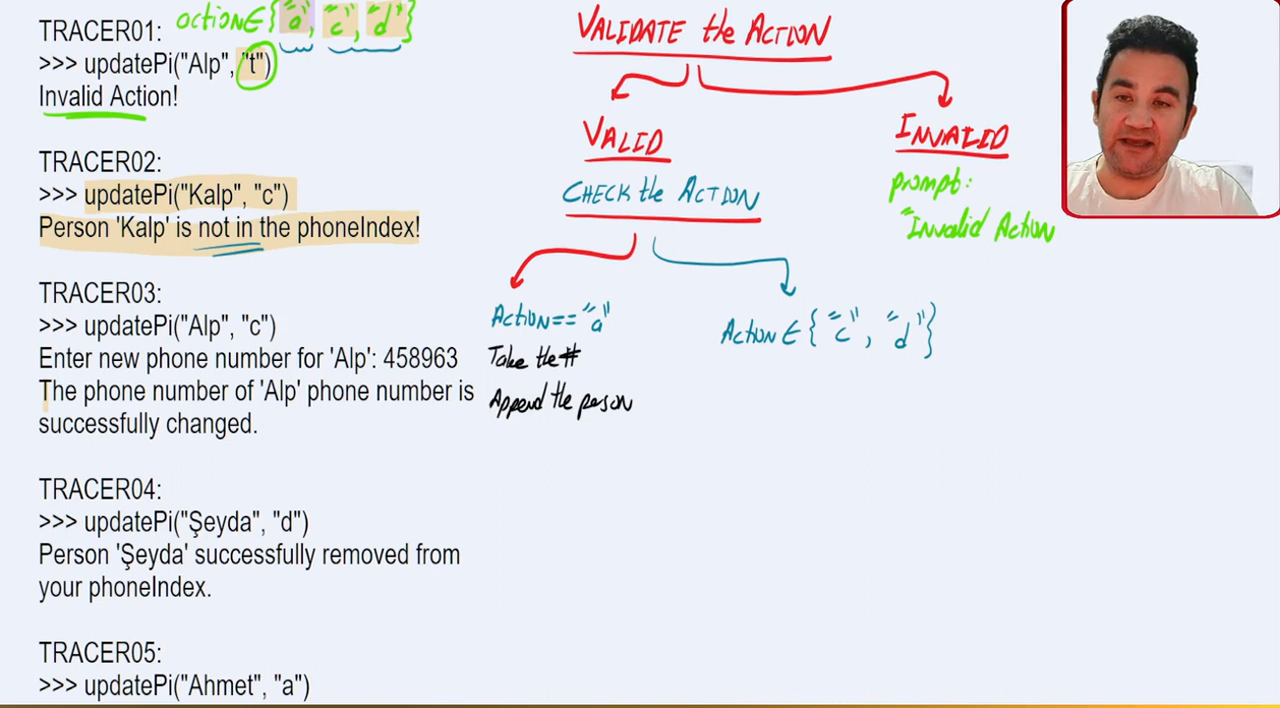 TRACER01:
action∈{"a", "c", "d"}
>>> updatePi("Alp", "t")
Invalid Action!
TRACER02:
>>> updatePi("Kalp", "c")
Person 'Kalp' is not in the phoneIndex!
TRACER03:
>>> updatePi("Alp", "c")
Enter new phone number for 'Alp': 458963
The phone number of 'Alp' phone number is
successfully changed.
TRACER04:
>>> updatePi("Şeyda", "d")
Person 'Şeyda' successfully removed from
your phoneIndex.
TRACER05:
>>> updatePi("Ahmet", "a")
VALIDATE the ACTION
VALID
CHECK the ACTION
Action=="a"
Take the #
Append the person
Action∈{"c", "d"}
INVALID
prompt:
"Invalid Action